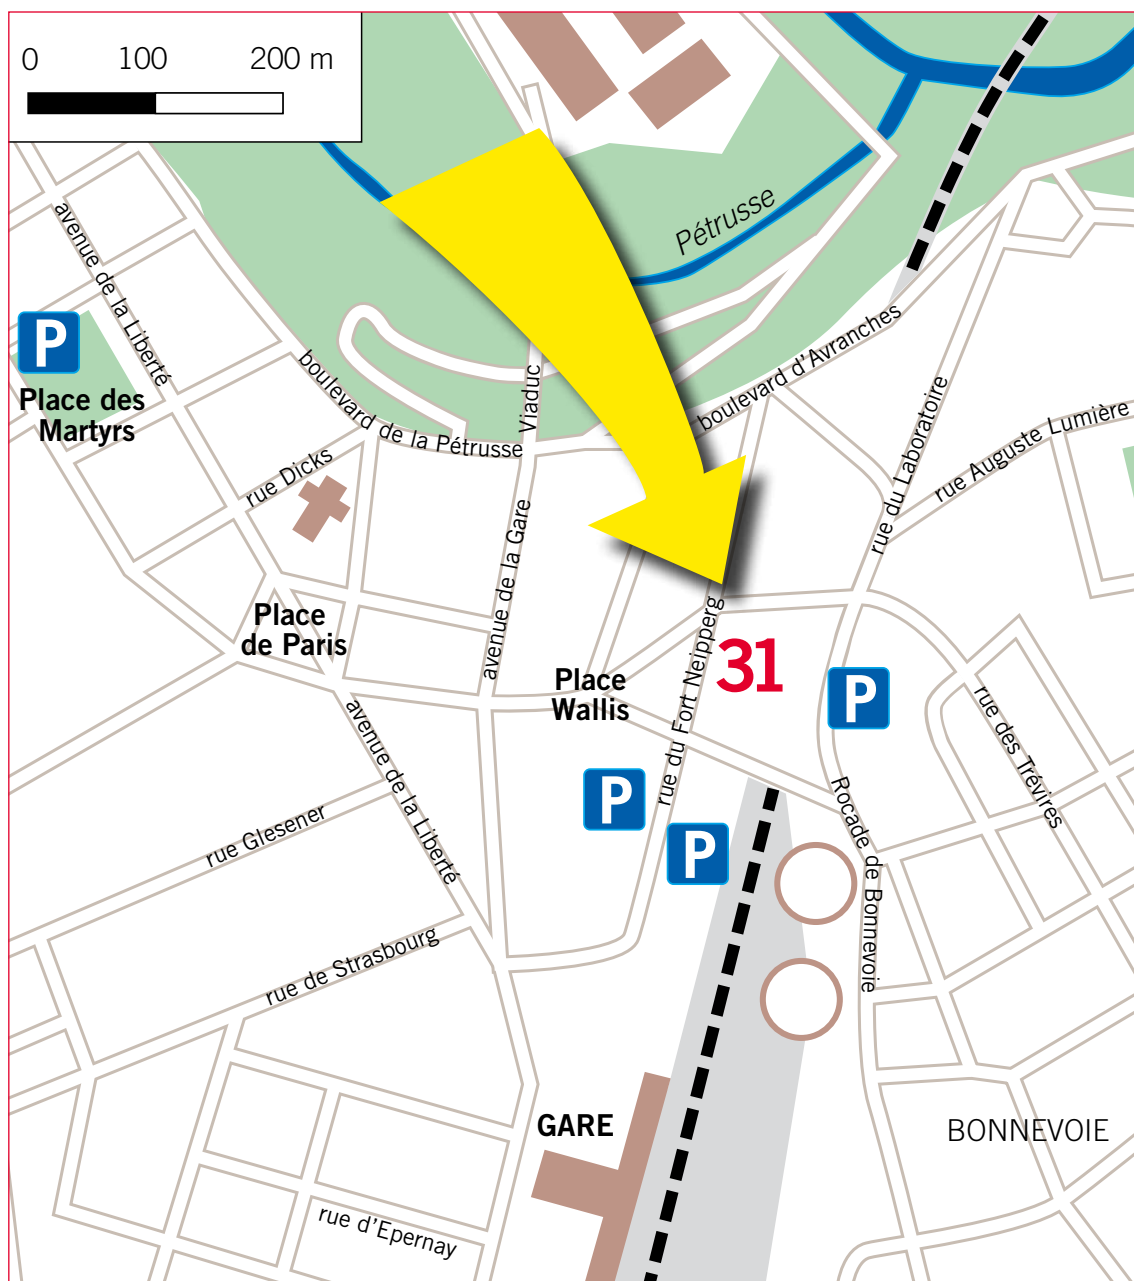 0 100 200 m
Pétrusse
avenue de la Liberté
P
Place des
Martyrs
boulevard de la Pétrusse
Viaduc
boulevard d'Avranches
rue du Laboratoire
rue Auguste Lumière
rue Dicks
avenue de la Gare
Place
de Paris
rue du Fort Neipperg
31
Place
Wallis
P
rue des Trévires
avenue de la Liberté
P
P
Rocade de Bonnevoie
rue Glesener
rue de Strasbourg
GARE
BONNEVOIE
rue d'Epernay